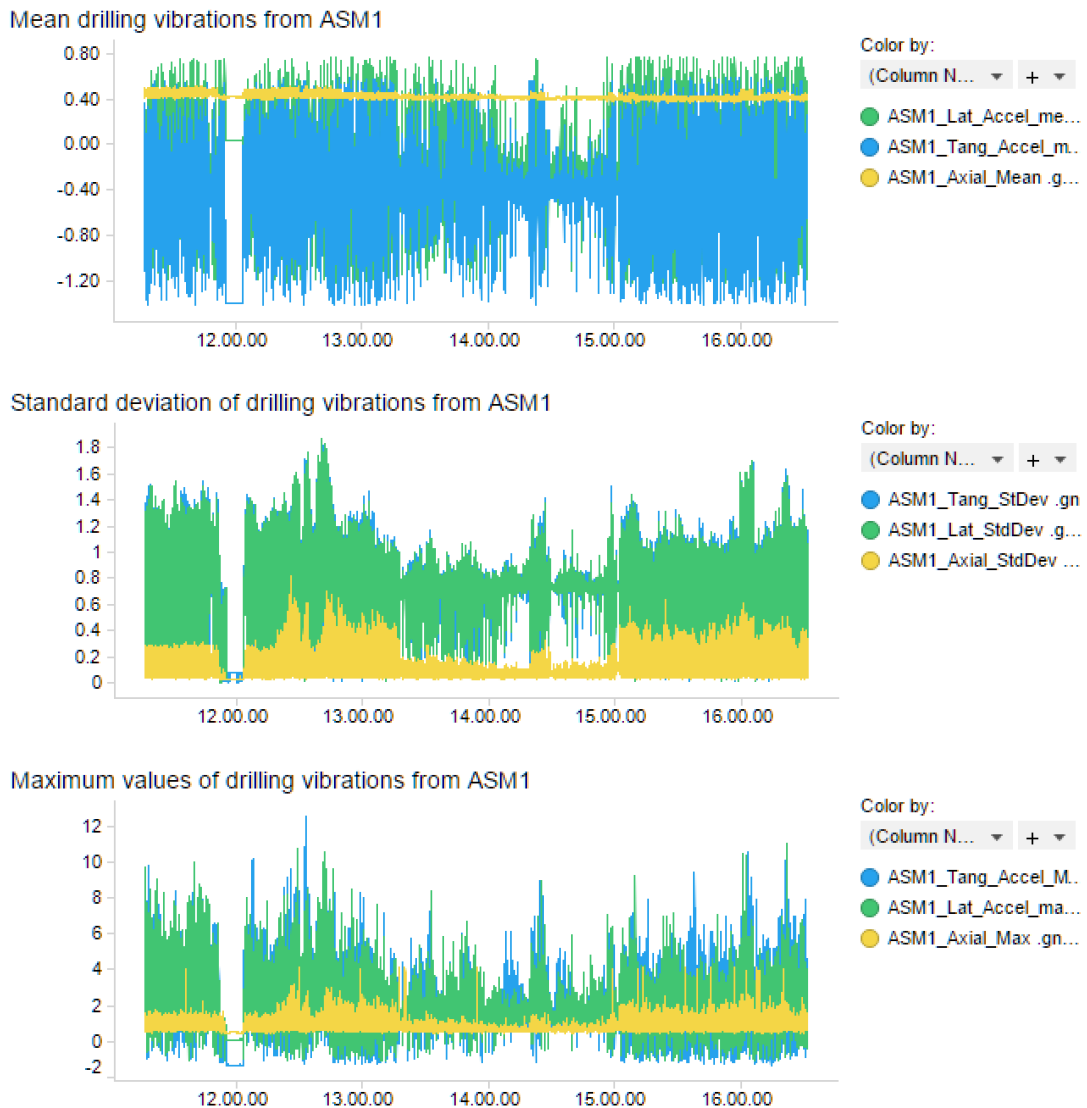 Mean drilling vibrations from ASM1
Color by:
(Column N...
+
0.80
0.40
0.00
-0.40
-0.80
-1.20
ASM1_Lat_Accel_me...
ASM1_Tang_Accel_m..
ASM1_Axial_Mean .g...
12.00.00 13.00.00 14.00.00 15.00.00 16.00.00
Standard deviation of drilling vibrations from ASM1
Color by:
(Column N...
+
1.8
1.6
1.4
1.2
1
0.8
0.6
0.4
0.2
0
ASM1_Tang_StDev .gn
ASM1_Lat_StdDev .g...
ASM1_Axial_StdDev ...
12.00.00 13.00.00 14.00.00 15.00.00 16.00.00
Maximum values of drilling vibrations from ASM1
Color by:
(Column N...
+
12
10
8
6
4
2
0
-2
ASM1_Tang_Accel_M..
ASM1_Lat_Accel_ma...
ASM1_Axial_Max .gn...
12.00.00 13.00.00 14.00.00 15.00.00 16.00.00